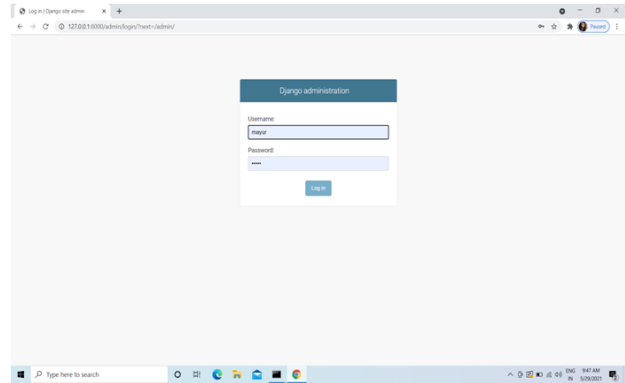 Log in | Django site admin
127.0.0.1:8000/admin/login/?next=/admin/
Paused
Django administration
Username:
mayur
Password:
•••••
Log in
Type here to search
ENG 9:47 AM
IN 5/29/2021